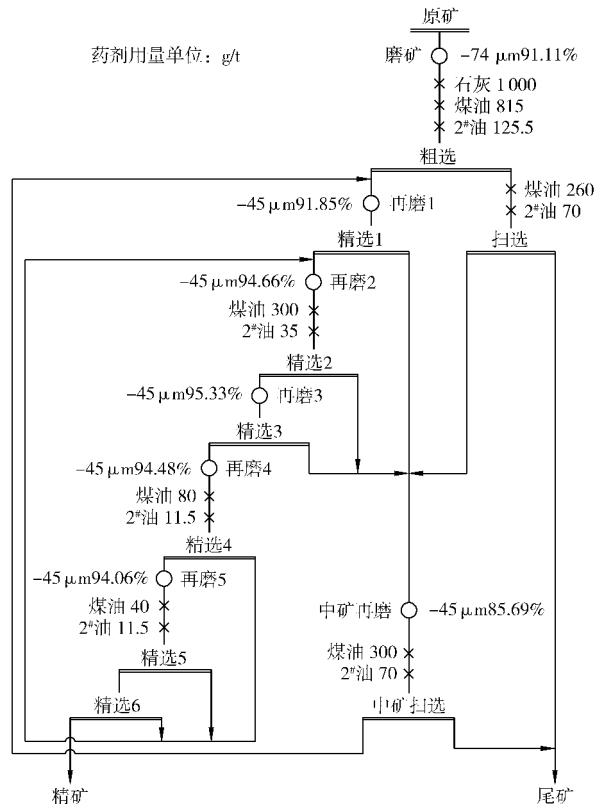 原矿
药剂用量单位：g/t
磨矿 -74 μm91.11%
石灰 1 000
煤油 815
2#油 125.5
粗选
煤油 260
-45 μm91.85% 再磨1
2#油 70
精选1 扫选
-45 μm94.66% 再磨2
煤油 300
2#油 35
精选2
-45 μm95.33% 再磨3
精选3
-45 μm94.48% 再磨4
煤油 80
2#油 11.5
精选4
-45 μm94.06% 再磨5
煤油 40
中矿再磨 -45 μm85.69%
2#油 11.5
煤油 300
精选5
2#油 70
精选6 中矿扫选
精矿 尾矿